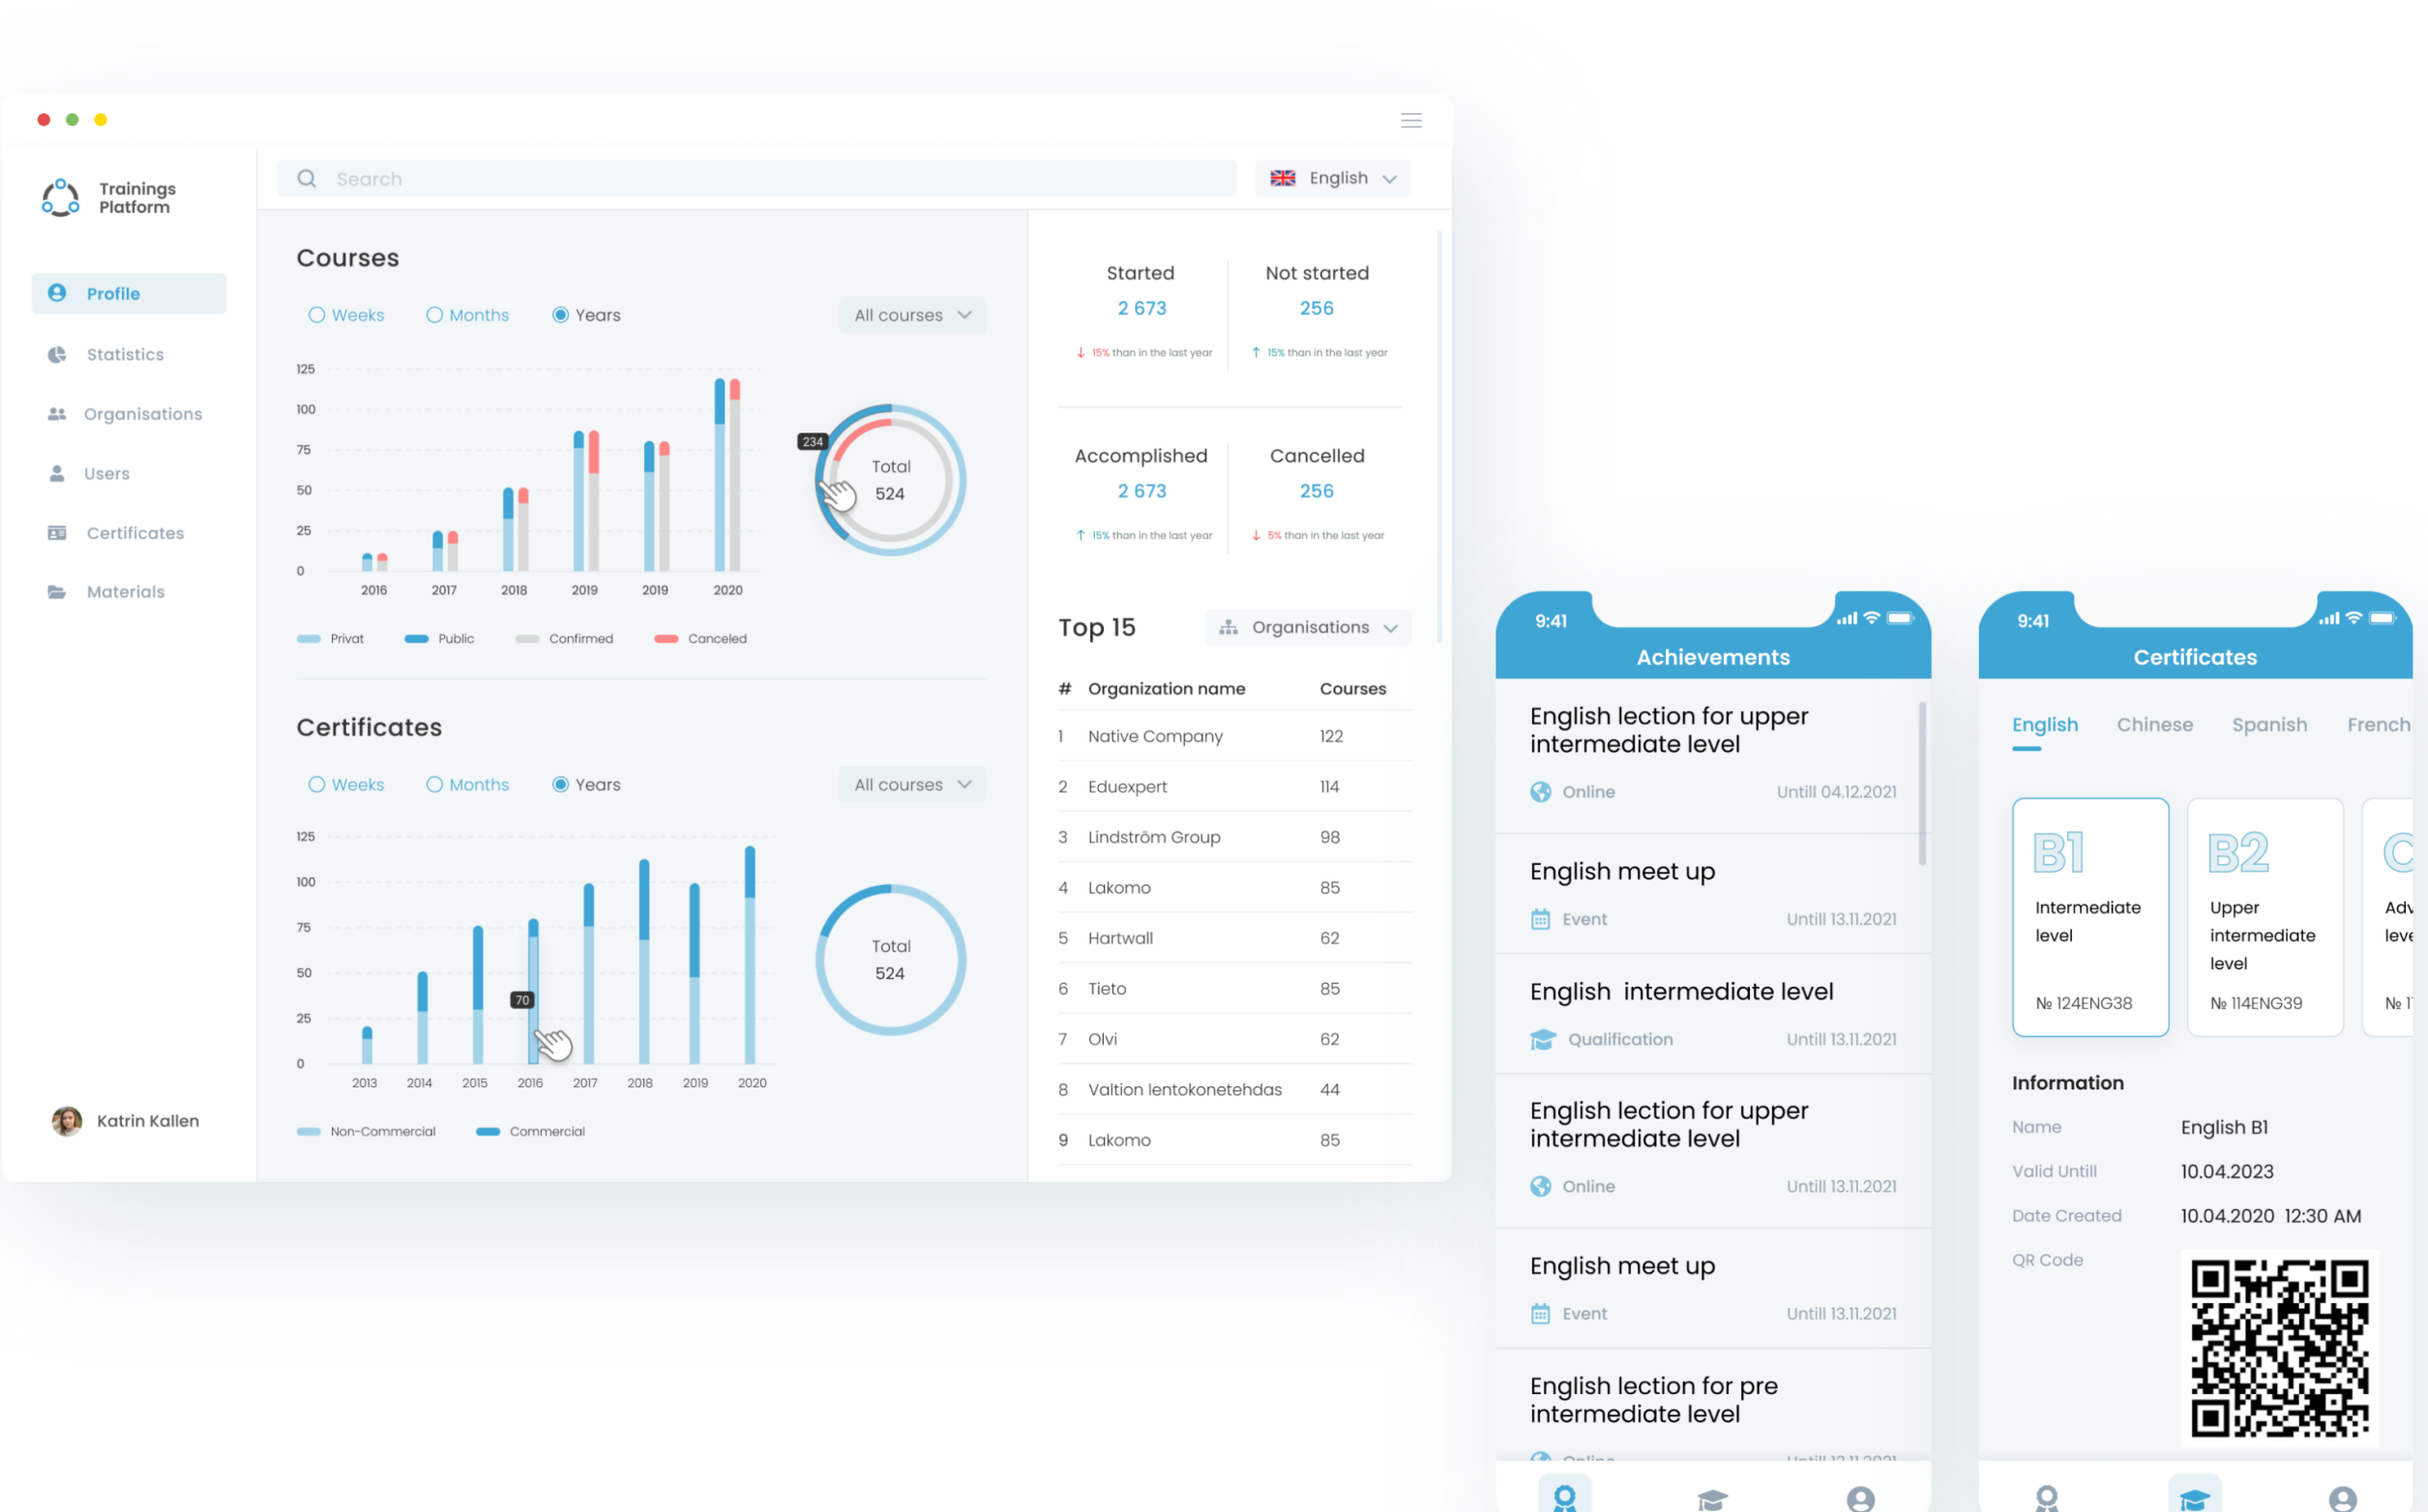 Trainings
Platform
Search
English
Profile
Statistics
Organisations
Users
Certificates
Materials
Katrin Kallen
Courses
Weeks
Months
Years
All courses
125
100
75
50
25
0
2016
2017
2018
2019
2019
2020
Privat
Public
Confirmed
Canceled
234
Total
524
Certificates
Weeks
Months
Years
All courses
125
100
75
50
25
0
70
2013
2014
2015
2016
2017
2018
2019
2020
Non-Commercial
Commercial
Total
524
Started
2 673
15% than in the last year
Not started
256
15% than in the last year
Accomplished
2 673
15% than in the last year
Cancelled
256
5% than in the last year
Top 15
Organisations
# Organization name Courses
1 Native Company 122
2 Eduexpert 114
3 Lindström Group 98
4 Lakomo 85
5 Hartwall 62
6 Tieto 85
7 Olvi 62
8 Valtion lentokonetehdas 44
9 Lakomo 85
9:41
Achievements
English lection for upper
intermediate level
Online Untill 04.12.2021
English meet up
Event Untill 13.11.2021
English intermediate level
Qualification Untill 13.11.2021
English lection for upper
intermediate level
Online Untill 13.11.2021
English meet up
Event Untill 13.11.2021
English lection for pre
intermediate level
Online Untill 13.11.2021
9:41
Certificates
English Chinese Spanish French
B1
Intermediate
level
№ 124ENG38
B2
Upper
intermediate
level
№ 114ENG39
C
Adv
leve
№ 1
Information
Name English B1
Valid Untill 10.04.2023
Date Created 10.04.2020 12:30 AM
QR Code